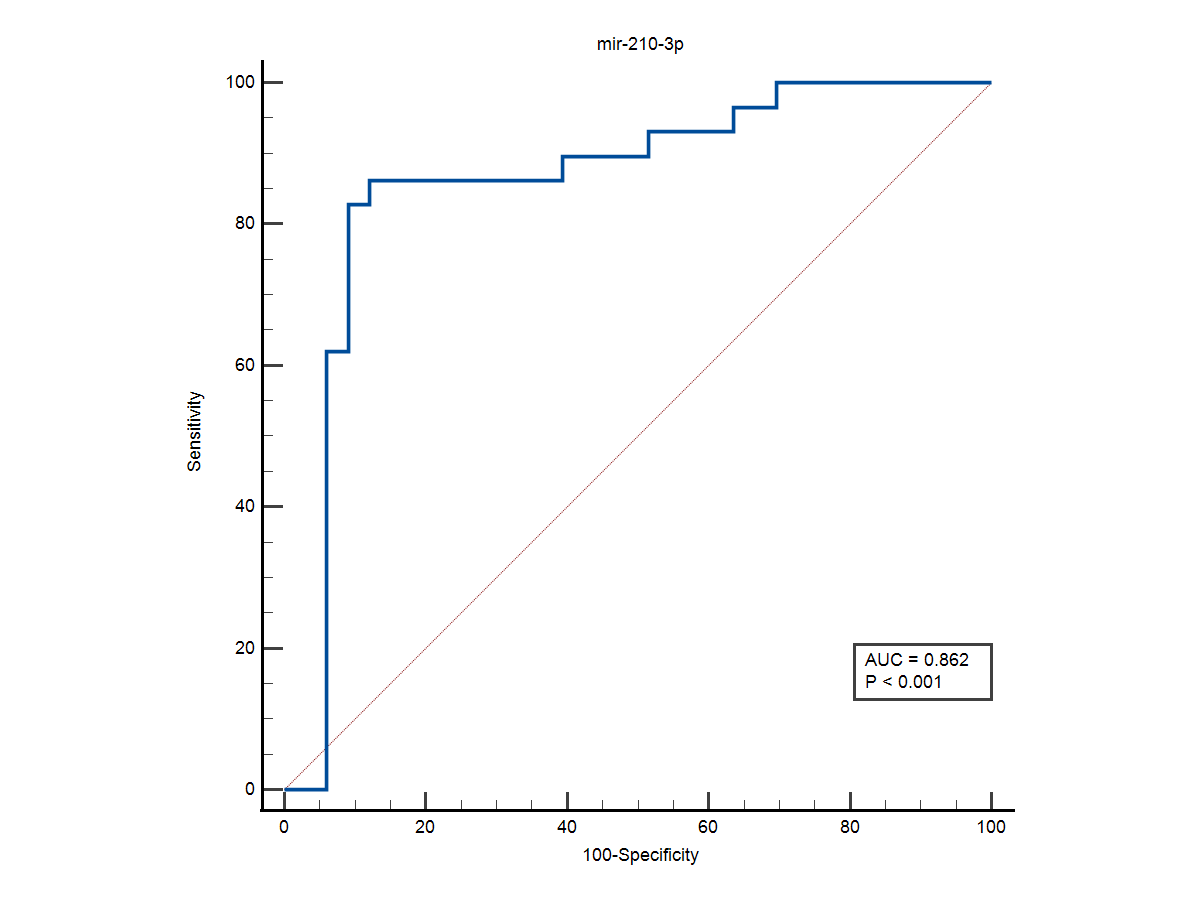 mir-210-3p
100
80
60
40
20
0
Sensitivity
AUC = 0.862
P < 0.001
0 20 40 60 80 100
100-Specificity